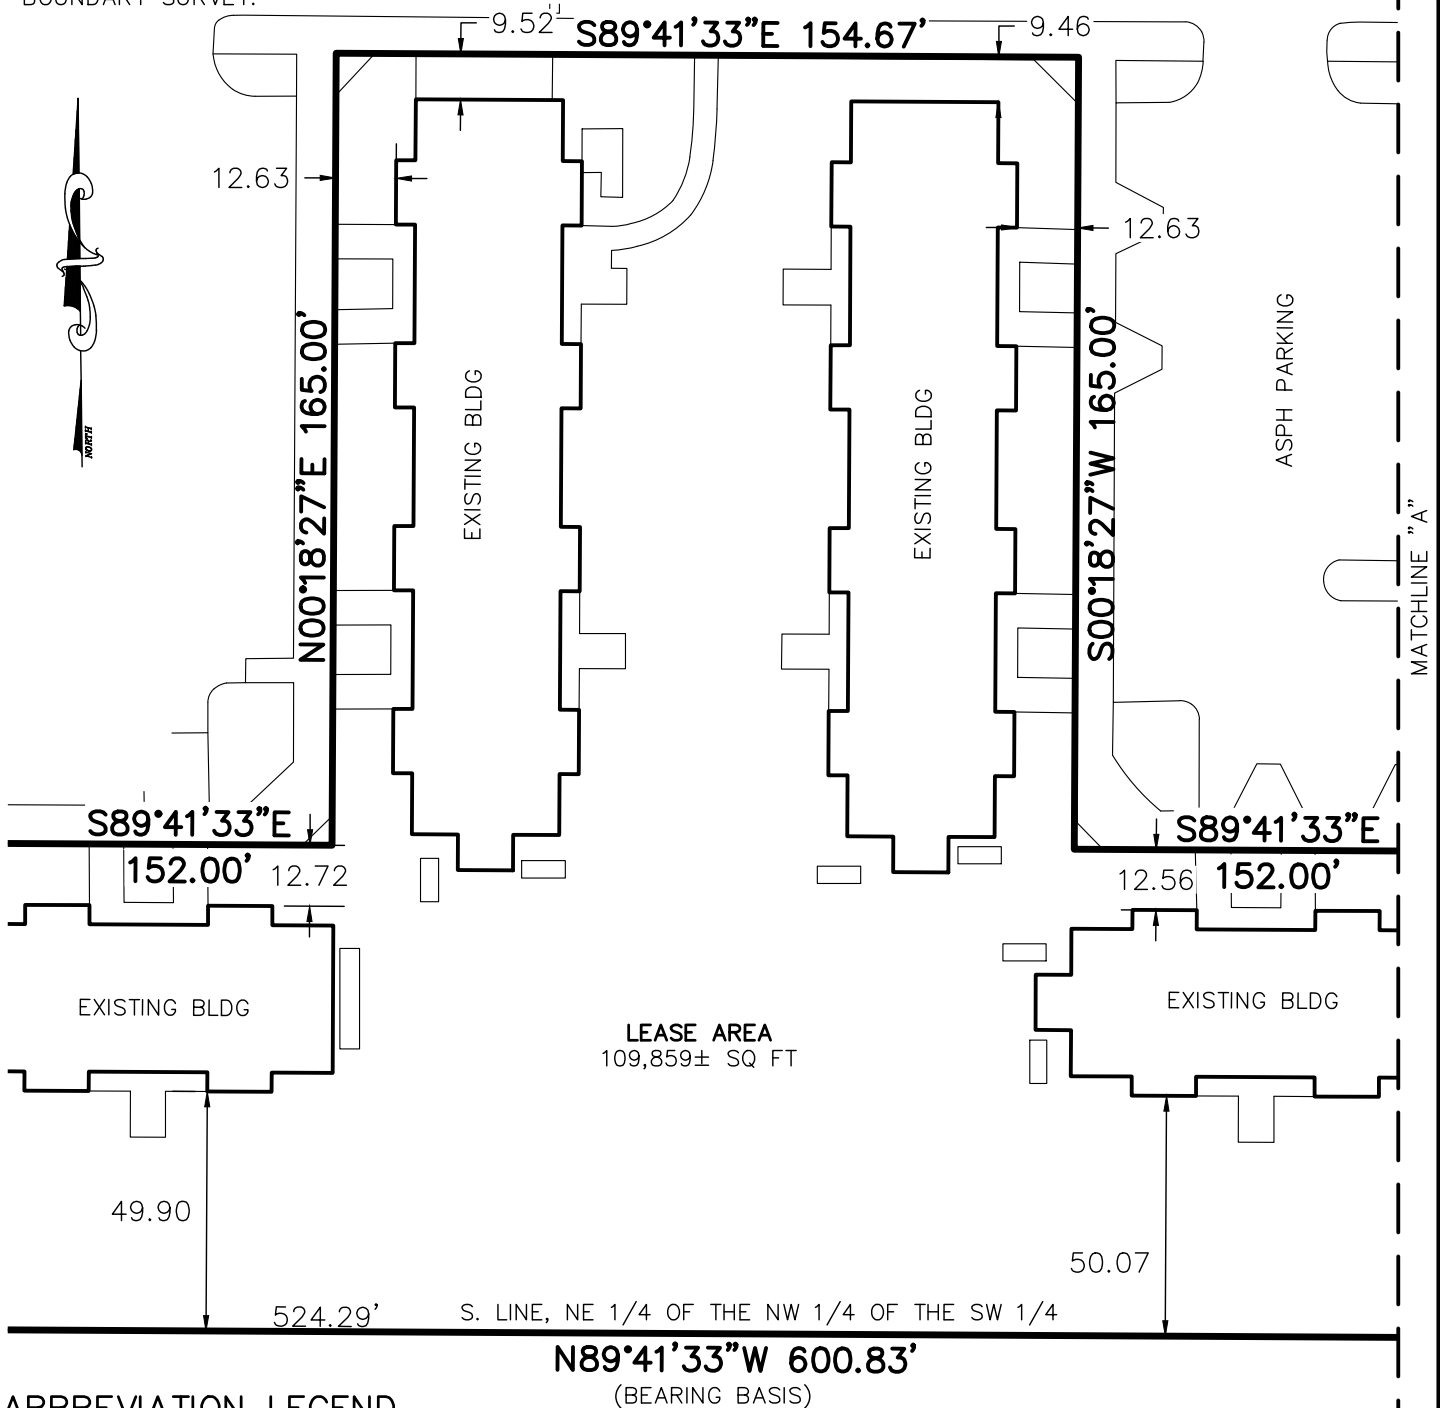 BOUNDARY SURVEY.
9.52'
S89°41'33"E 154.67'
9.46
12.63
12.63
NORTH
N00°18'27"E 165.00'
EXISTING BLDG
EXISTING BLDG
S00°18'27"W 165.00'
ASPH PARKING
MATCHLINE "A"
S89°41'33"E
152.00'
12.72
S89°41'33"E
12.56
152.00'
EXISTING BLDG
EXISTING BLDG
LEASE AREA
109,859± SQ FT
49.90
50.07
524.29'
S. LINE, NE 1/4 OF THE NW 1/4 OF THE SW 1/4
N89°41'33"W 600.83'
(BEARING BASIS)
ABBREVIATION LEGEND